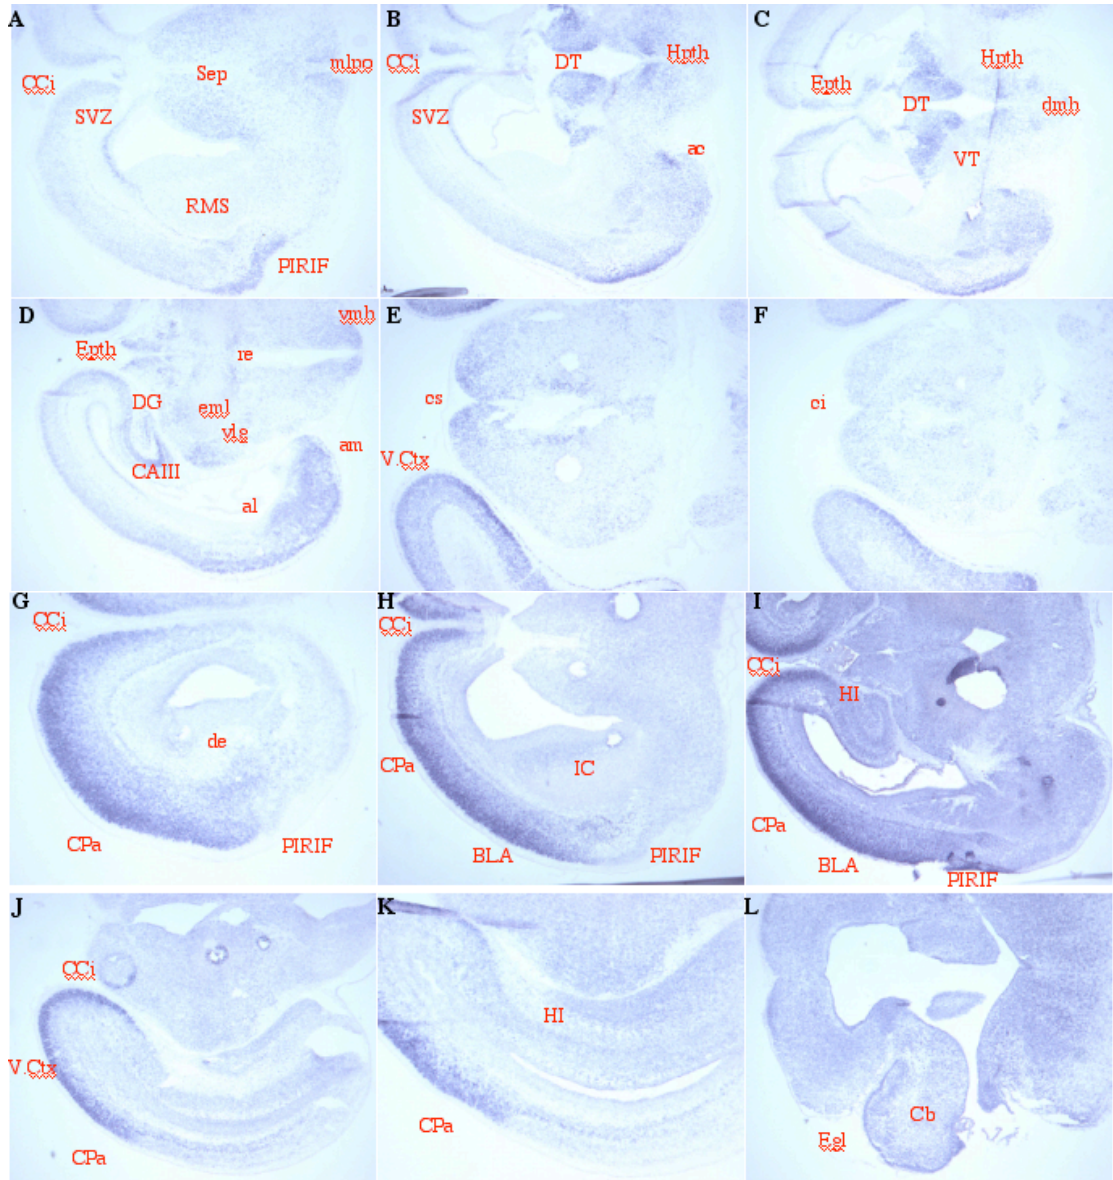 A
CCi
SVZ
Sep
mlpo
RMS
PIRIF
B
CCi
SVZ
DT
Hpth
ac
C
Epth
DT
Hpth
dmh
VT
D
Epth
DG
CAIII
eml
vlg
re
vmh
am
al
E
cs
V.Ctx
F
ci
G
CCi
de
CPa
PIRIF
H
CCi
CPa
IC
BLA
PIRIF
I
CCi
HI
CPa
BLA
PIRIF
J
CCi
V.Ctx
CPa
K
HI
CPa
L
Cb
Egl